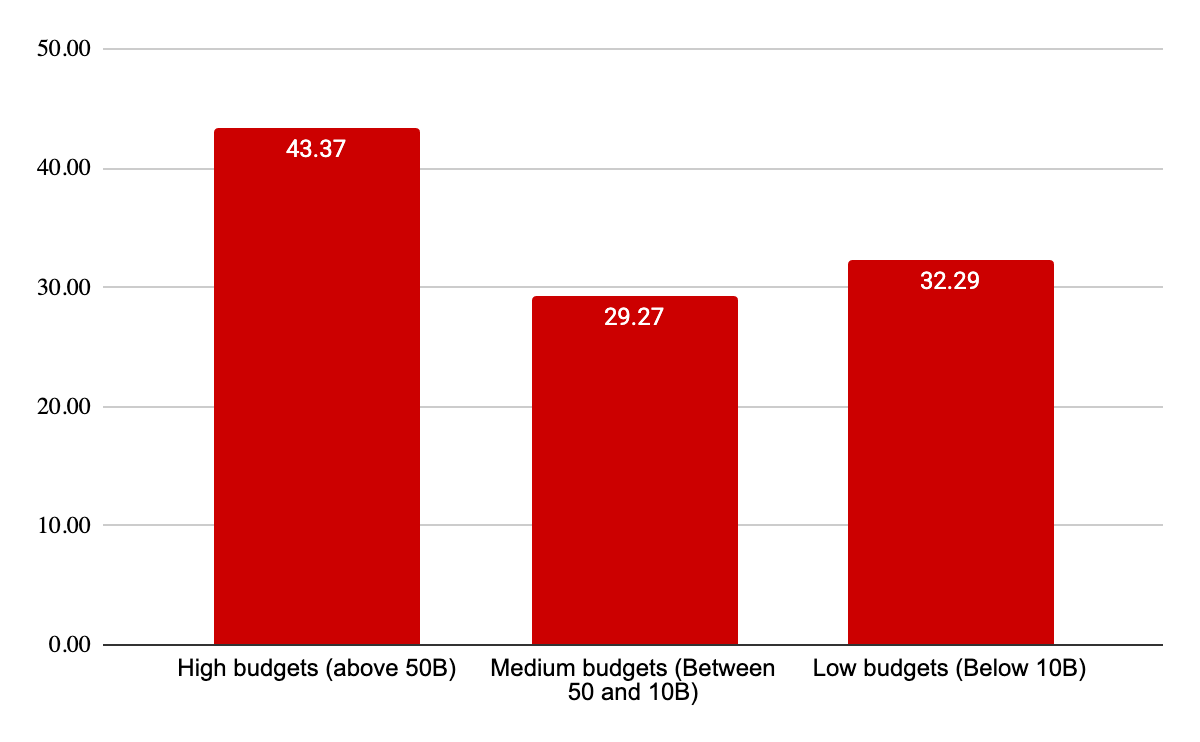 50.00
40.00
30.00
20.00
10.00
0.00
43.37
29.27
32.29
High budgets (above 50B)
Medium budgets (Between
50 and 10B)
Low budgets (Below 10B)